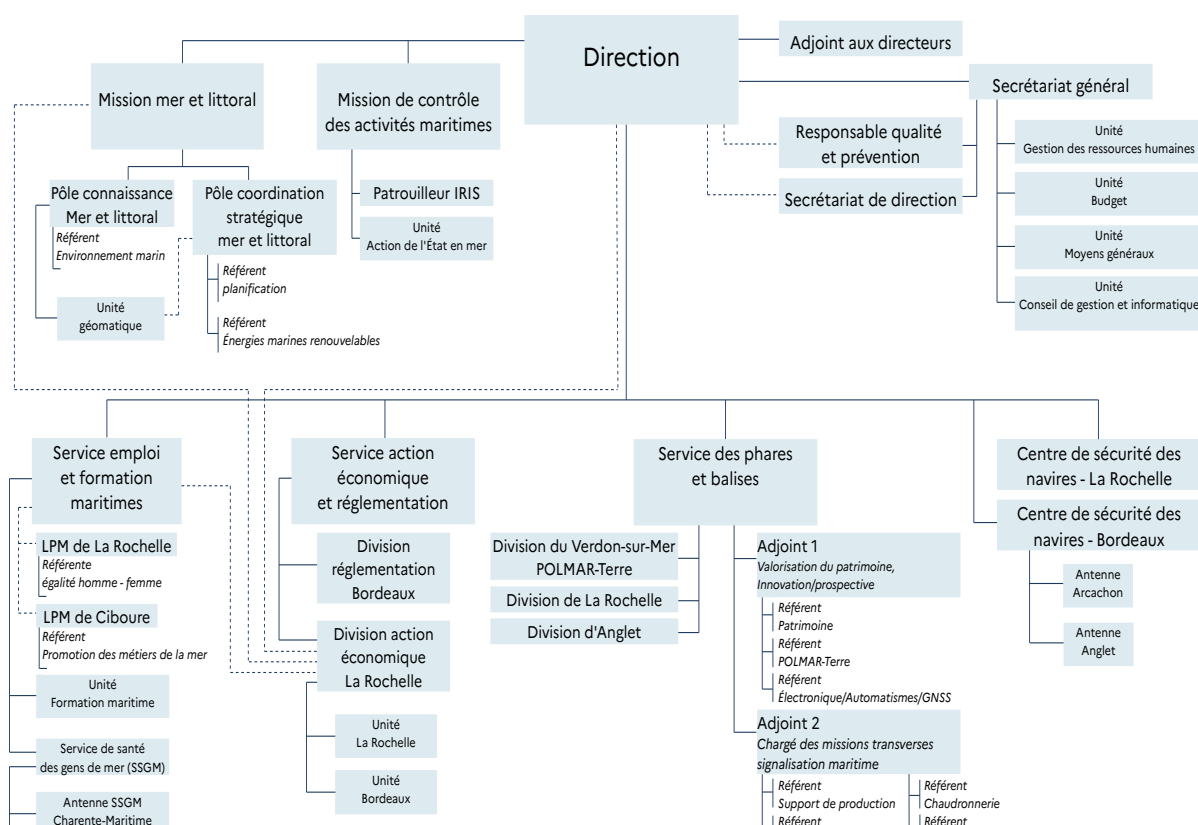 Direction
Adjoint aux directeurs
Secrétariat général
Mission mer et littoral
Mission de contrôle
des activités maritimes
Responsable qualité
et prévention
Secrétariat de direction
Unité
Gestion des ressources humaines
Unité
Budget
Unité
Moyens généraux
Unité
Conseil de gestion et informatique
Pôle connaissance
Mer et littoral
Référent
Environnement marin
Unité
géomatique
Pôle coordination
stratégique
mer et littoral
Référent
planification
Référent
Énergies marines renouvelables
Patrouilleur IRIS
Unité
Action de l'État en mer
Service emploi
et formation
maritimes
LPM de La Rochelle
Référente
égalité homme - femme
LPM de Ciboure
Référent
Promotion des métiers de la mer
Unité
Formation maritime
Service de santé
des gens de mer (SSGM)
Antenne SSGM
Charente-Maritime
Service action
économique
et réglementation
Division
réglementation
Bordeaux
Division action
économique
La Rochelle
Unité
La Rochelle
Unité
Bordeaux
Service des phares
et balises
Division du Verdon-sur-Mer
POLMAR-Terre
Division de La Rochelle
Division d'Anglet
Adjoint 1
Valorisation du patrimoine,
Innovation/prospective
Référent
Patrimoine
Référent
POLMAR-Terre
Référent
Électronique/Automatismes/GNSS
Adjoint 2
Chargé des missions transverses
signalisation maritime
Référent
Support de production
Référent
Référent
Chaudronnerie
Référent
Centre de sécurité des
navires - La Rochelle
Centre de sécurité des
navires - Bordeaux
Antenne
Arcachon
Antenne
Anglet